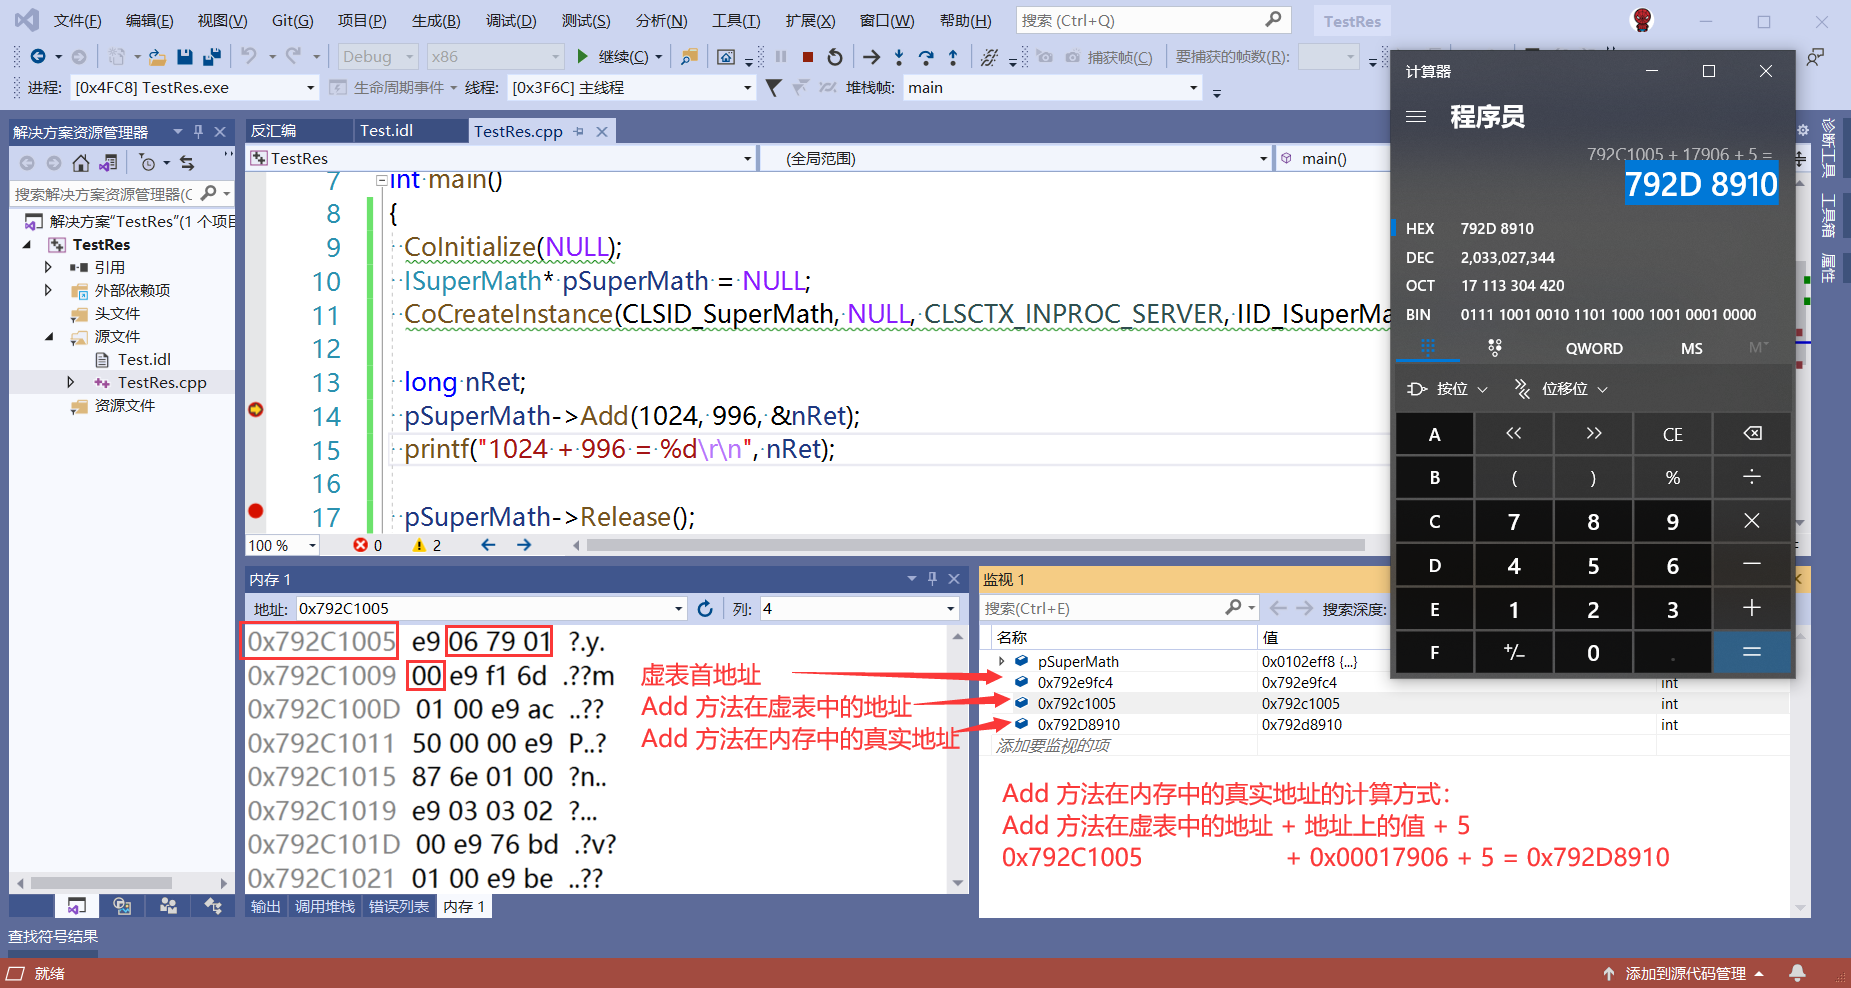 文件(F) 编辑(E) 视图(V) Git(G) 项目(P) 生成(B) 调试(D) 测试(S) 分析(N) 工具(T) 扩展(X) 窗口(W) 帮助(H) 搜索 (Ctrl+Q) TestRes
Debug x86 继续(C) 捕获帧(C) 要捕获的帧数(R):
进程: [0x4FC8] TestRes.exe 生命周期事件 线程: [0x3F6C] 主线程 堆栈帧: main
解决方案资源管理器
搜索解决方案资源管理器(C
解决方案"TestRes"(1 个项目
TestRes
引用
外部依赖项
头文件
源文件
Test.idl
TestRes.cpp
资源文件
反汇编 Test.idl TestRes.cpp
TestRes (全局范围) main()
7 int main()
8 {
9 CoInitialize(NULL);
10 ISuperMath* pSuperMath = NULL;
11 CoCreateInstance(CLSID_SuperMath, NULL, CLSCTX_INPROC_SERVER, IID_ISuperMa
12
13 long nRet;
14 pSuperMath->Add(1024, 996, &nRet);
15 printf("1024 + 996 = %d\r\n", nRet);
16
17 pSuperMath->Release();
100 % 0 2
内存 1
地址: 0x792C1005 列: 4
0x792C1005 e9 06 79 01 ?.y.
0x792C1009 00 e9 f1 6d .??m
0x792C100D 01 00 e9 ac ..??
0x792C1011 50 00 00 e9 P..?
0x792C1015 87 6e 01 00 ?n..
0x792C1019 e9 03 03 02 ?...
0x792C101D 00 e9 76 bd .?v?
0x792C1021 01 00 e9 be ..??
虚表首地址
Add 方法在虚表中的地址
Add 方法在内存中的真实地址
输出 调用堆栈 错误列表 内存 1
监视 1
搜索(Ctrl+E) 搜索深度:
名称 值
pSuperMath 0x0102eff8 {...}
0x792e9fc4 0x792e9fc4 int
0x792c1005 0x792c1005 int
0x792D8910 0x792d8910 int
添加要监视的项
Add 方法在内存中的真实地址的计算方式:
Add 方法在虚表中的地址 + 地址上的值 + 5
0x792C1005 + 0x00017906 + 5 = 0x792D8910
计算器
程序员
792C1005 + 17906 + 5 =
792D 8910
HEX 792D 8910
DEC 2,033,027,344
OCT 17 113 304 420
BIN 0111 1001 0010 1101 1000 1001 0001 0000
QWORD MS M
按位 位移位
A << >> CE
B ( ) % ÷
C 7 8 9 ×
D 4 5 6 −
E 1 2 3 +
F +/− 0 . =
诊断工具
工具箱
属性
查找符号结果
就绪 添加到源代码管理